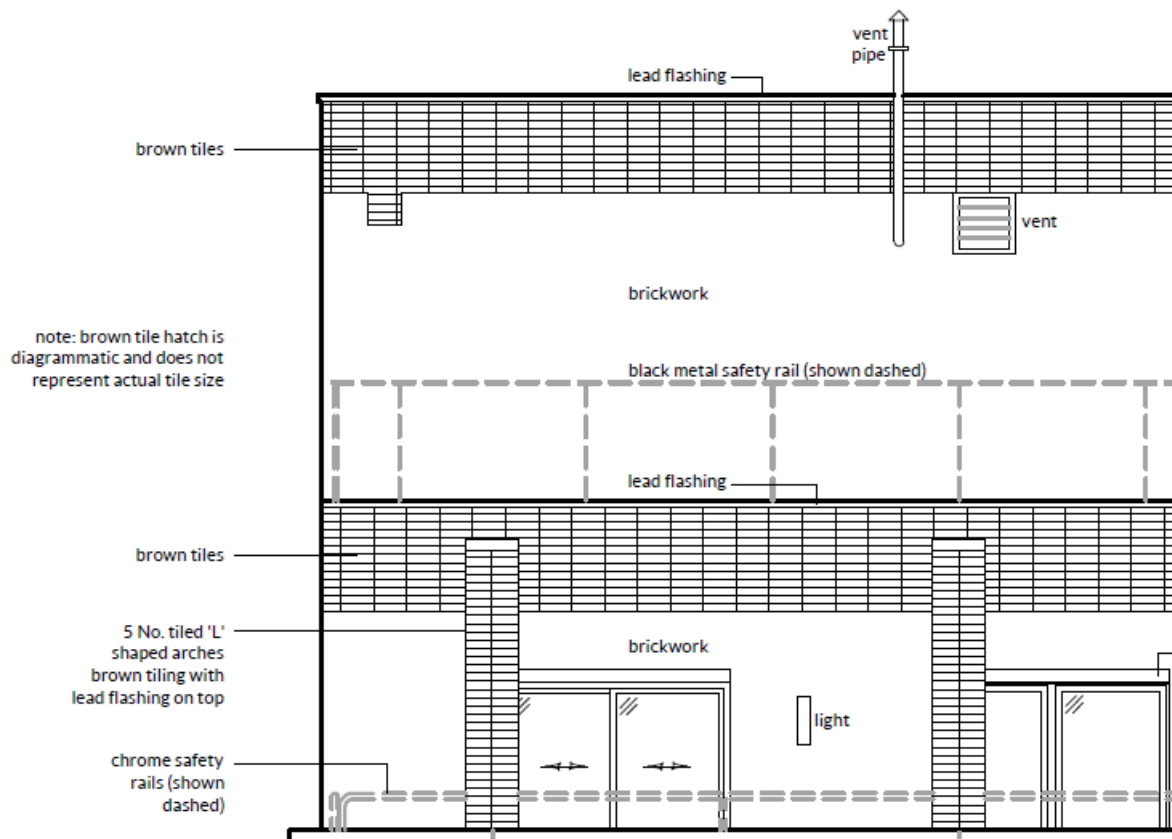 vent
pipe
lead flashing
brown tiles
vent
brickwork
note: brown tile hatch is
diagrammatic and does not
represent actual tile size
black metal safety rail (shown dashed)
lead flashing
brown tiles
5 No. tiled 'L'
shaped arches
brown tiling with
lead flashing on top
brickwork
light
chrome safety
rails (shown
dashed)